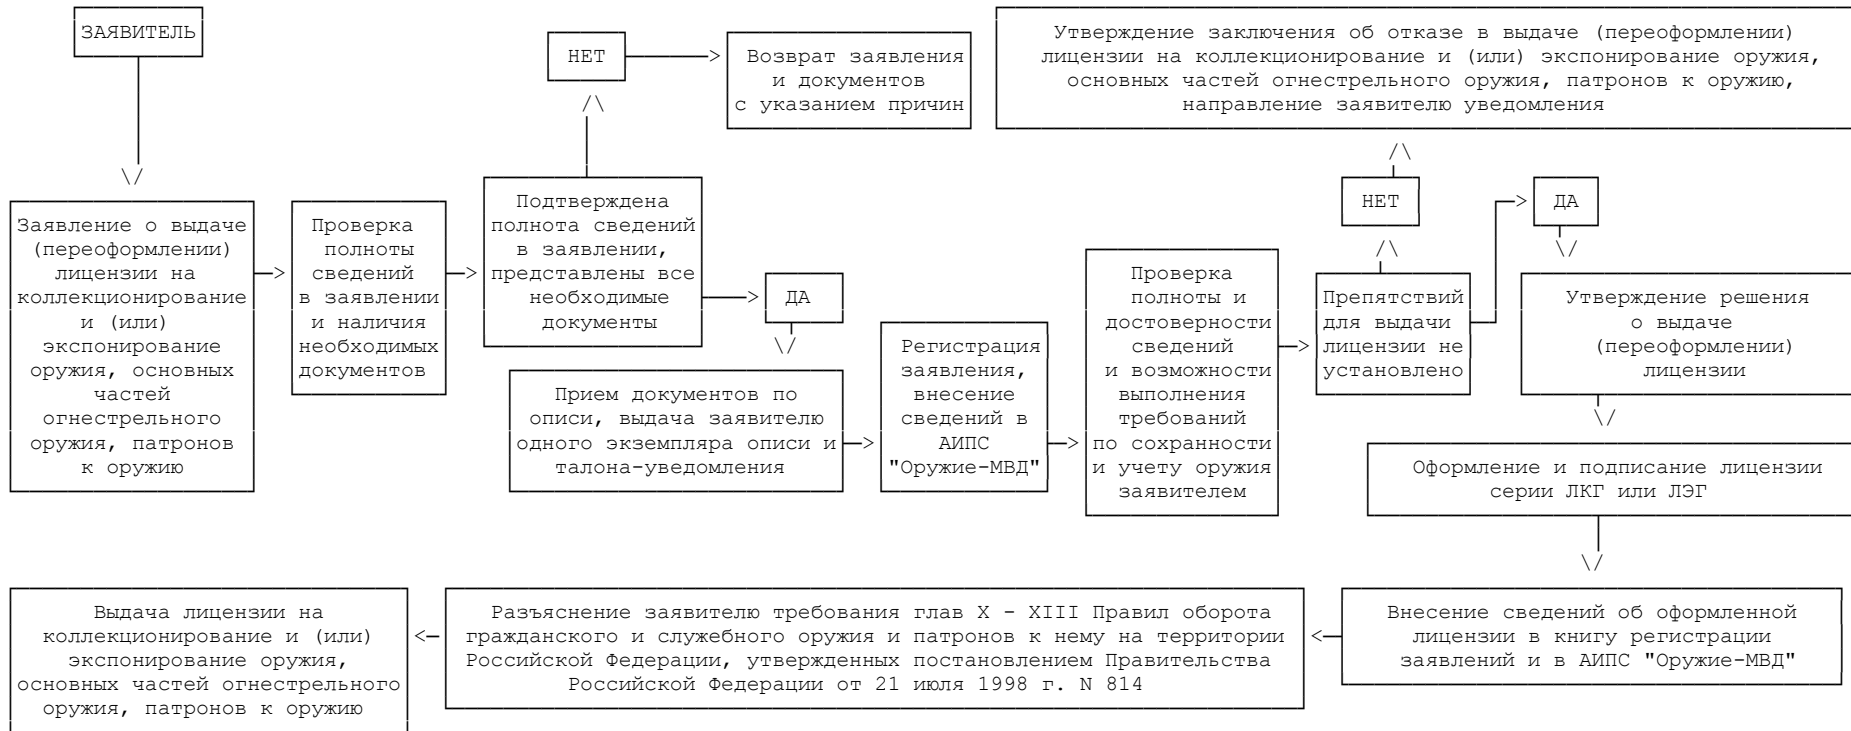 ЗАЯВИТЕЛЬ
НЕТ
Возврат заявления
и документов
с указанием причин
Утверждение заключения об отказе в выдаче (переоформлении)
лицензии на коллекционирование и (или) экспонирование оружия,
основных частей огнестрельного оружия, патронов к оружию,
направление заявителю уведомления
Заявление о выдаче
(переоформлении)
лицензии на
коллекционирование
и (или)
экспонирование
оружия, основных
частей
огнестрельного
оружия, патронов
к оружию
Проверка
полноты
сведений
в заявлении
и наличия
необходимых
документов
Подтверждена
полнота сведений
в заявлении,
представлены все
необходимые
документы
ДА
Прием документов по
описи, выдача заявителю
одного экземпляра описи и
талона-уведомления
Регистрация
заявления,
внесение
сведений в
АИПС
"Оружие-МВД"
Проверка
полноты и
достоверности
сведений
и возможности
выполнения
требований
по сохранности
и учету оружия
заявителем
Препятствий
для выдачи
лицензии не
установлено
НЕТ
ДА
Утверждение решения
о выдаче
(переоформлении)
лицензии
Оформление и подписание лицензии
серии ЛКГ или ЛЭГ
Внесение сведений об оформленной
лицензии в книгу регистрации
заявлений и в АИПС "Оружие-МВД"
Разъяснение заявителю требования глав X - XIII Правил оборота
гражданского и служебного оружия и патронов к нему на территории
Российской Федерации, утвержденных постановлением Правительства
Российской Федерации от 21 июля 1998 г. N 814
Выдача лицензии на
коллекционирование и (или)
экспонирование оружия,
основных частей огнестрельного
оружия, патронов к оружию